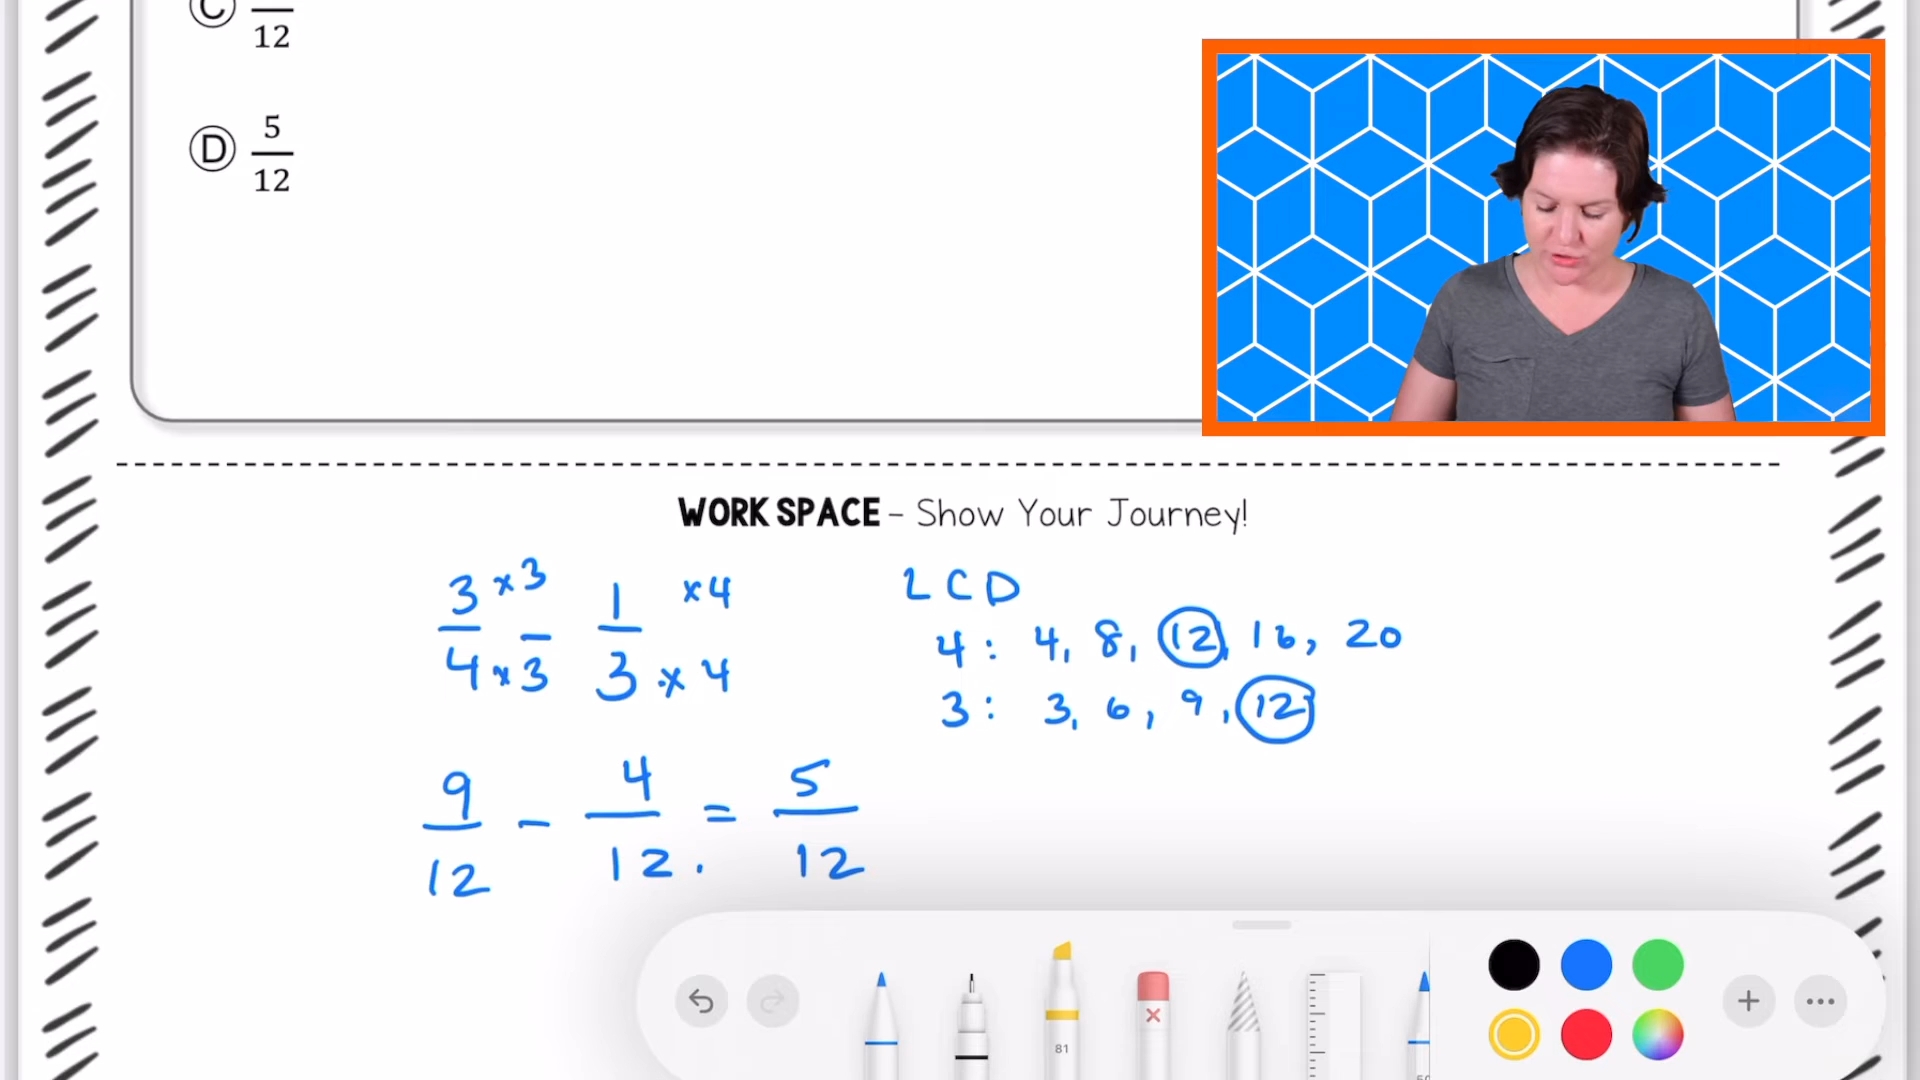 Ⓒ
12
Ⓓ 5/12
WORK SPACE - Show Your Journey!
3 ×3 / 4 ×3 − 1 ×4 / 3 ×4
LCD
4: 4, 8, 12, 16, 20
3: 3, 6, 9, 12
9/12 − 4/12. = 5/12
81